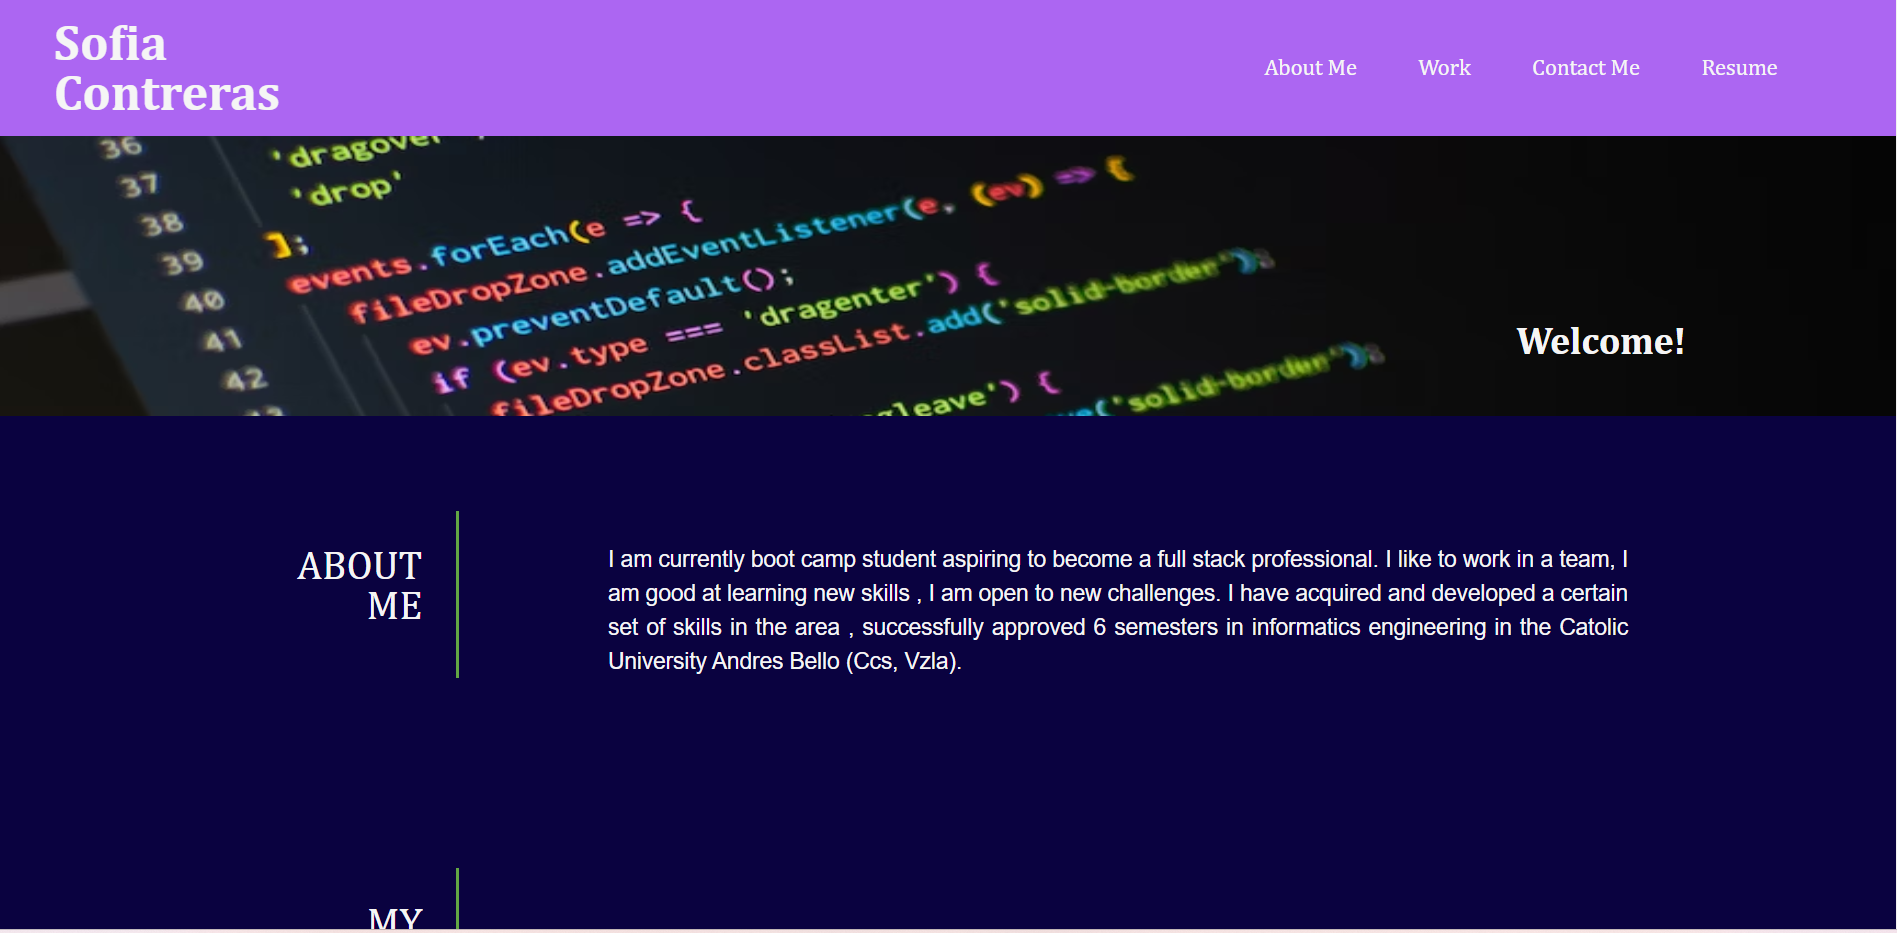 Sofia
Contreras
About Me Work Contact Me Resume
36 'dragover',
37 'drop'
38 ];
39 events.forEach(e => {
40 fileDropZone.addEventListener(e, (ev) => {
41 ev.preventDefault();
42 if (ev.type === 'dragenter') {
fileDropZone.classList.add('solid-border');
gleave') {
ve('solid-border');
Welcome!
ABOUT
ME
I am currently boot camp student aspiring to become a full stack professional. I like to work in a team, I
am good at learning new skills , I am open to new challenges. I have acquired and developed a certain
set of skills in the area , successfully approved 6 semesters in informatics engineering in the Catolic
University Andres Bello (Ccs, Vzla).
MY